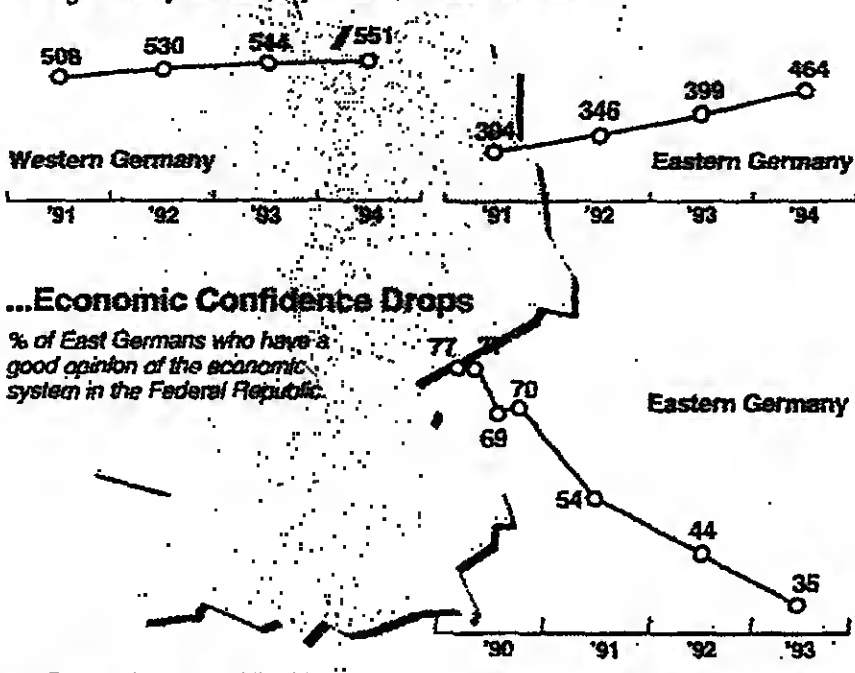 508 530 544 551
304 346 399 464
Western Germany
Eastern Germany
'91 '92 '93 '94
'91 '92 '93 '94
...Economic Confidence Drops
% of East Germans who have a
good opinion of the economic
system in the Federal Republic.
77 77
69 70
54
44
35
Eastern Germany
'90 '91 '92 '93